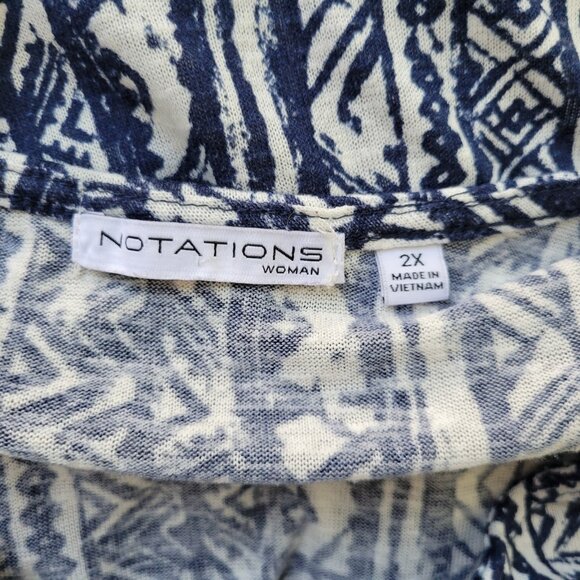 NoTATIONS
WOMAN
2X
MADE IN
VIETNAM